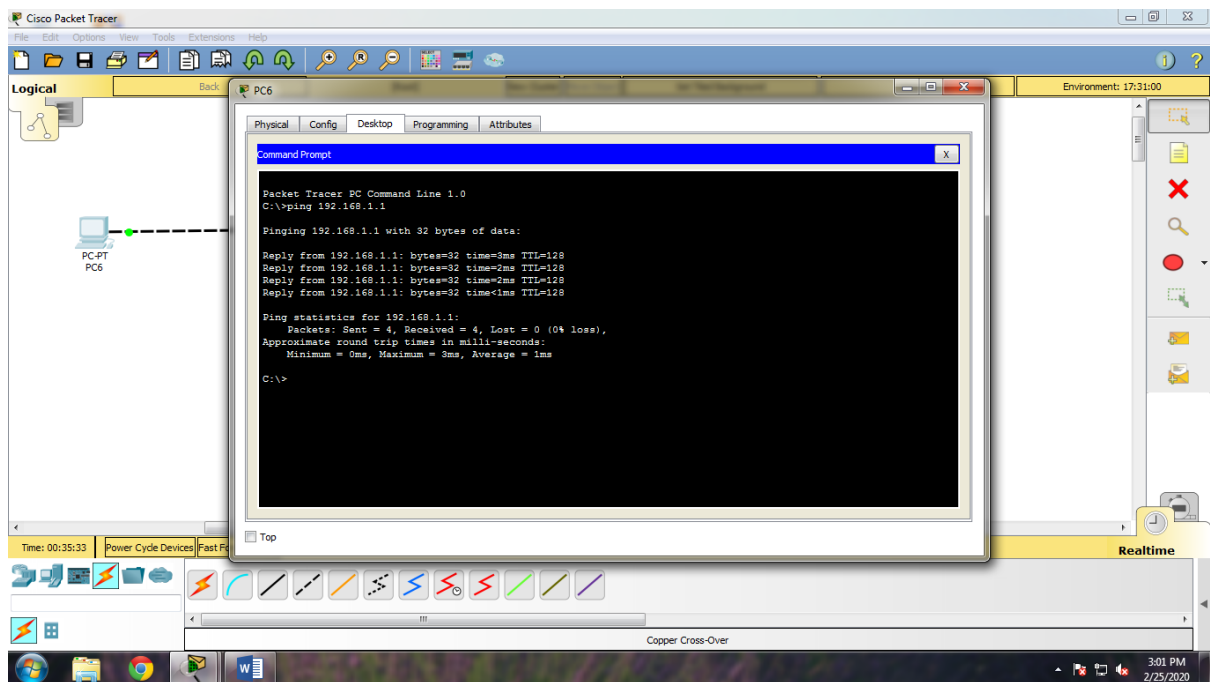 Cisco Packet Tracer
File Edit Options View Tools Extensions Help
Logical
Back
Environment: 17:31:00
PC6
Physical Config Desktop Programming Attributes
Command Prompt
X
Packet Tracer PC Command Line 1.0
C:\>ping 192.168.1.1
Pinging 192.168.1.1 with 32 bytes of data:
Reply from 192.168.1.1: bytes=32 time=3ms TTL=128
Reply from 192.168.1.1: bytes=32 time=2ms TTL=128
Reply from 192.168.1.1: bytes=32 time=2ms TTL=128
Reply from 192.168.1.1: bytes=32 time<1ms TTL=128
Ping statistics for 192.168.1.1:
Packets: Sent = 4, Received = 4, Lost = 0 (0% loss),
Approximate round trip times in milli-seconds:
Minimum = 0ms, Maximum = 3ms, Average = 1ms
C:\>
PC-PT
PC6
Top
Time: 00:35:33 Power Cycle Devices Fast
Realtime
Copper Cross-Over
3:01 PM
2/25/2020